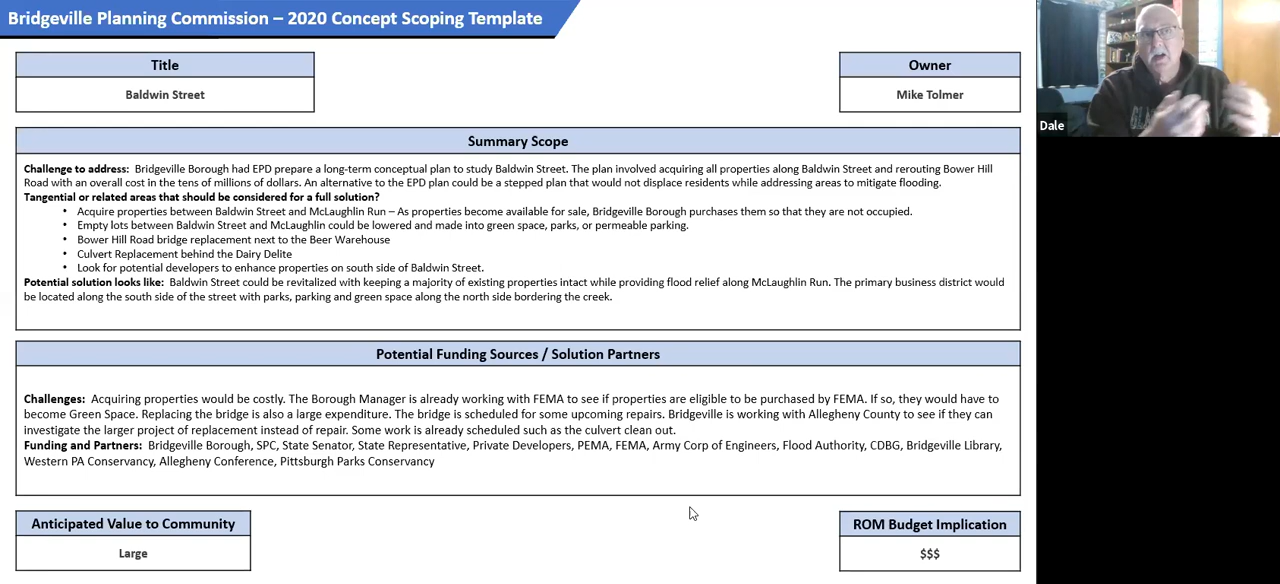 Bridgeville Planning Commission – 2020 Concept Scoping Template
Title
Baldwin Street
Owner
Mike Tolmer
Dale
Summary Scope
Challenge to address: Bridgeville Borough had EPD prepare a long-term conceptual plan to study Baldwin Street. The plan involved acquiring all properties along Baldwin Street and rerouting Bower Hill
Road with an overall cost in the tens of millions of dollars. An alternative to the EPD plan could be a stepped plan that would not displace residents while addressing areas to mitigate flooding.
Tangential or related areas that should be considered for a full solution?
• Acquire properties between Baldwin Street and McLaughlin Run – As properties become available for sale, Bridgeville Borough purchases them so that they are not occupied.
• Empty lots between Baldwin Street and McLaughlin could be lowered and made into green space, parks, or permeable parking.
• Bower Hill Road bridge replacement next to the Beer Warehouse
• Culvert Replacement behind the Dairy Delite
• Look for potential developers to enhance properties on south side of Baldwin Street.
Potential solution looks like: Baldwin Street could be revitalized with keeping a majority of existing properties intact while providing flood relief along McLaughlin Run. The primary business district would
be located along the south side of the street with parks, parking and green space along the north side bordering the creek.
Potential Funding Sources / Solution Partners
Challenges: Acquiring properties would be costly. The Borough Manager is already working with FEMA to see if properties are eligible to be purchased by FEMA. If so, they would have to
become Green Space. Replacing the bridge is also a large expenditure. The bridge is scheduled for some upcoming repairs. Bridgeville is working with Allegheny County to see if they can
investigate the larger project of replacement instead of repair. Some work is already scheduled such as the culvert clean out.
Funding and Partners: Bridgeville Borough, SPC, State Senator, State Representative, Private Developers, PEMA, FEMA, Army Corp of Engineers, Flood Authority, CDBG, Bridgeville Library,
Western PA Conservancy, Allegheny Conference, Pittsburgh Parks Conservancy
Anticipated Value to Community
Large
ROM Budget Implication
$$$